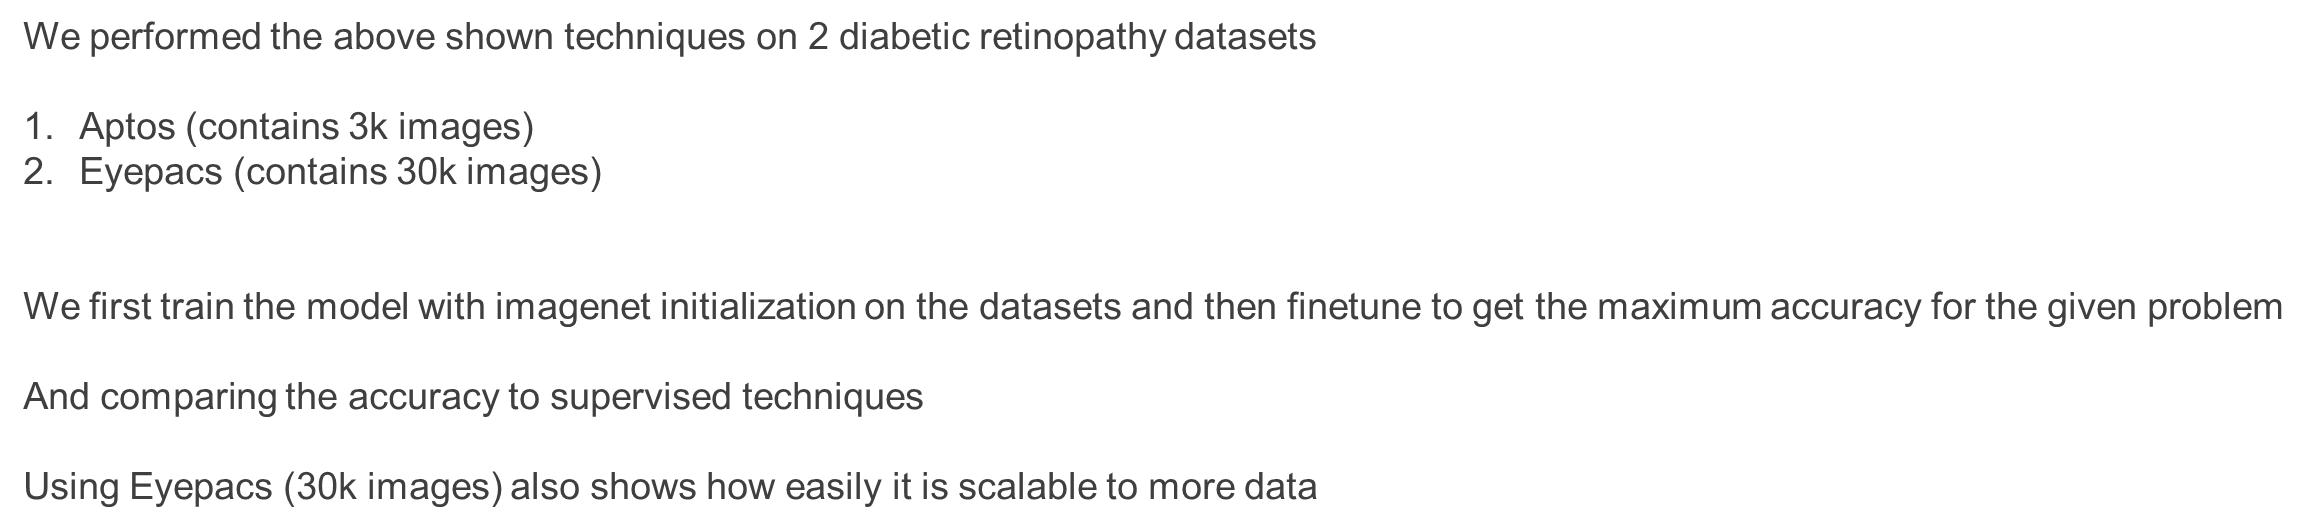 We performed the above shown techniques on 2 diabetic retinopathy datasets
1. Aptos (contains 3k images)
2. Eyepacs (contains 30k images)
We first train the model with imagenet initialization on the datasets and then finetune to get the maximum accuracy for the given problem
And comparing the accuracy to supervised techniques
Using Eyepacs (30k images) also shows how easily it is scalable to more data